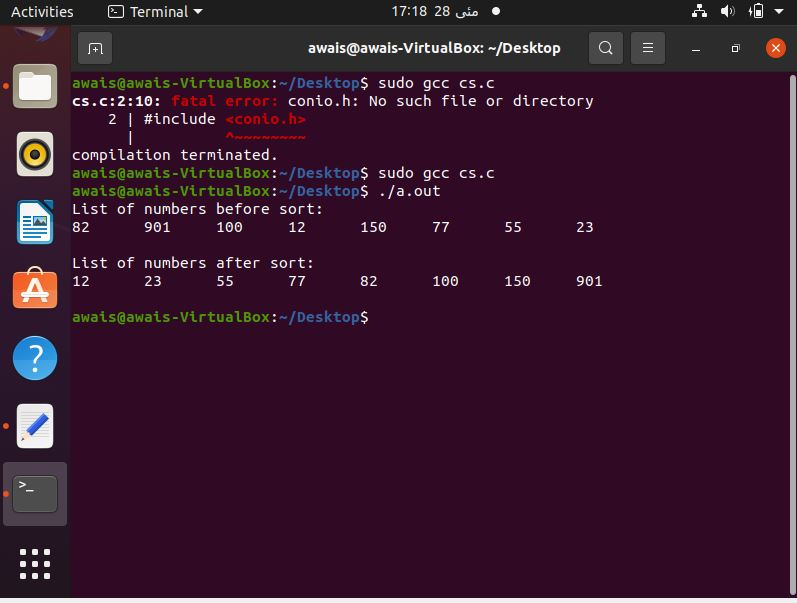 Activities Terminal 17:18 28 مئی
awais@awais-VirtualBox: ~/Desktop
awais@awais-VirtualBox:~/Desktop$ sudo gcc cs.c
cs.c:2:10: fatal error: conio.h: No such file or directory
2 | #include <conio.h>
| ^~~~~~~~~
compilation terminated.
awais@awais-VirtualBox:~/Desktop$ sudo gcc cs.c
awais@awais-VirtualBox:~/Desktop$ ./a.out
List of numbers before sort:
82 901 100 12 150 77 55 23
List of numbers after sort:
12 23 55 77 82 100 150 901
awais@awais-VirtualBox:~/Desktop$